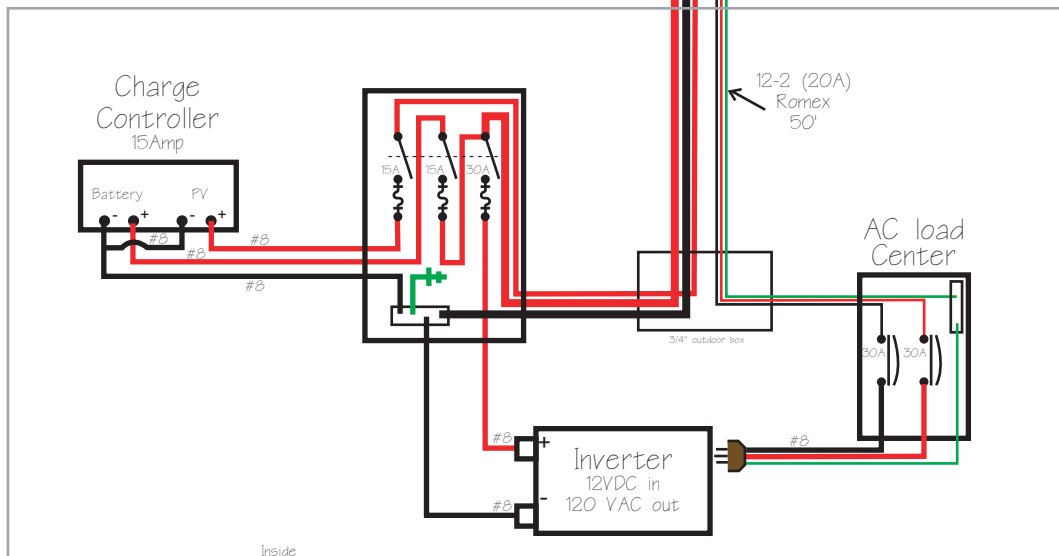 12-2 (20A)
Romex
50'
Charge
Controller
15Amp
Battery
PV
- + - +
#8
#8
#8
#8
15A 15A 30A
AC load
Center
30A 30A
3/4" outdoor box
#8
+
Inverter
12VDC in
120 VAC out
#8
-
#8
Inside